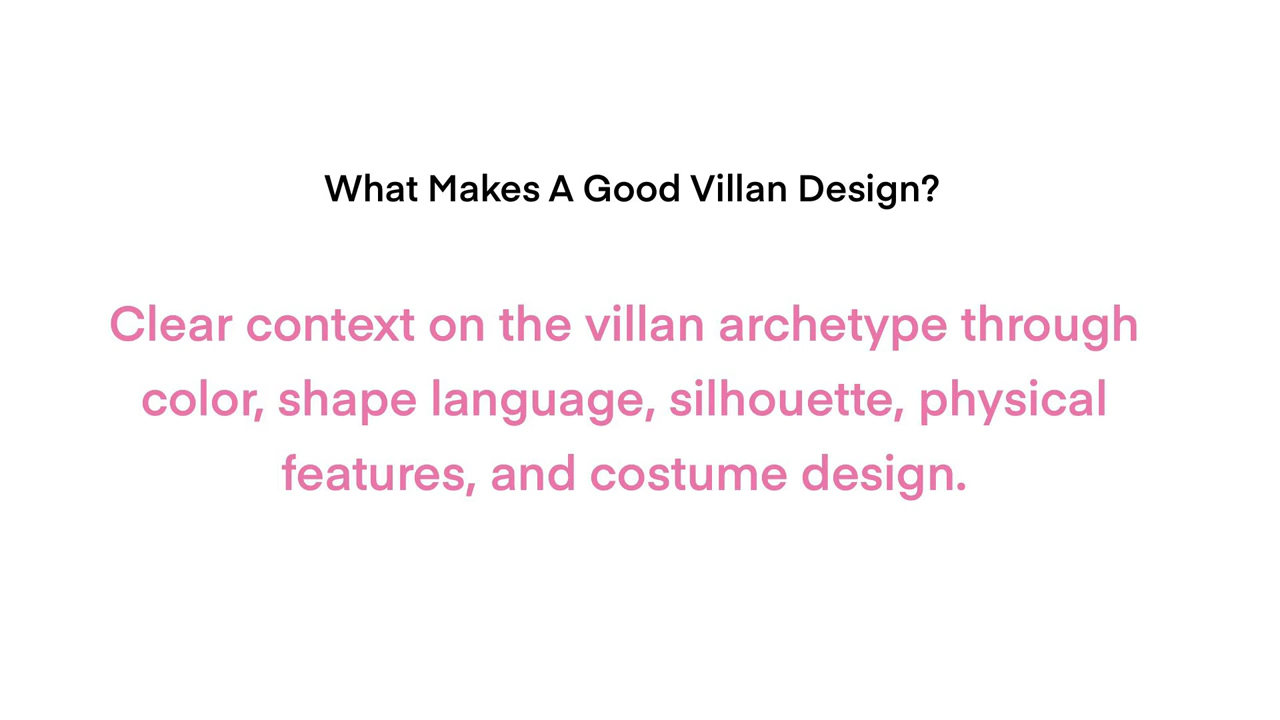 What Makes A Good Villan Design?
Clear context on the villan archetype through
color, shape language, silhouette, physical
features, and costume design.